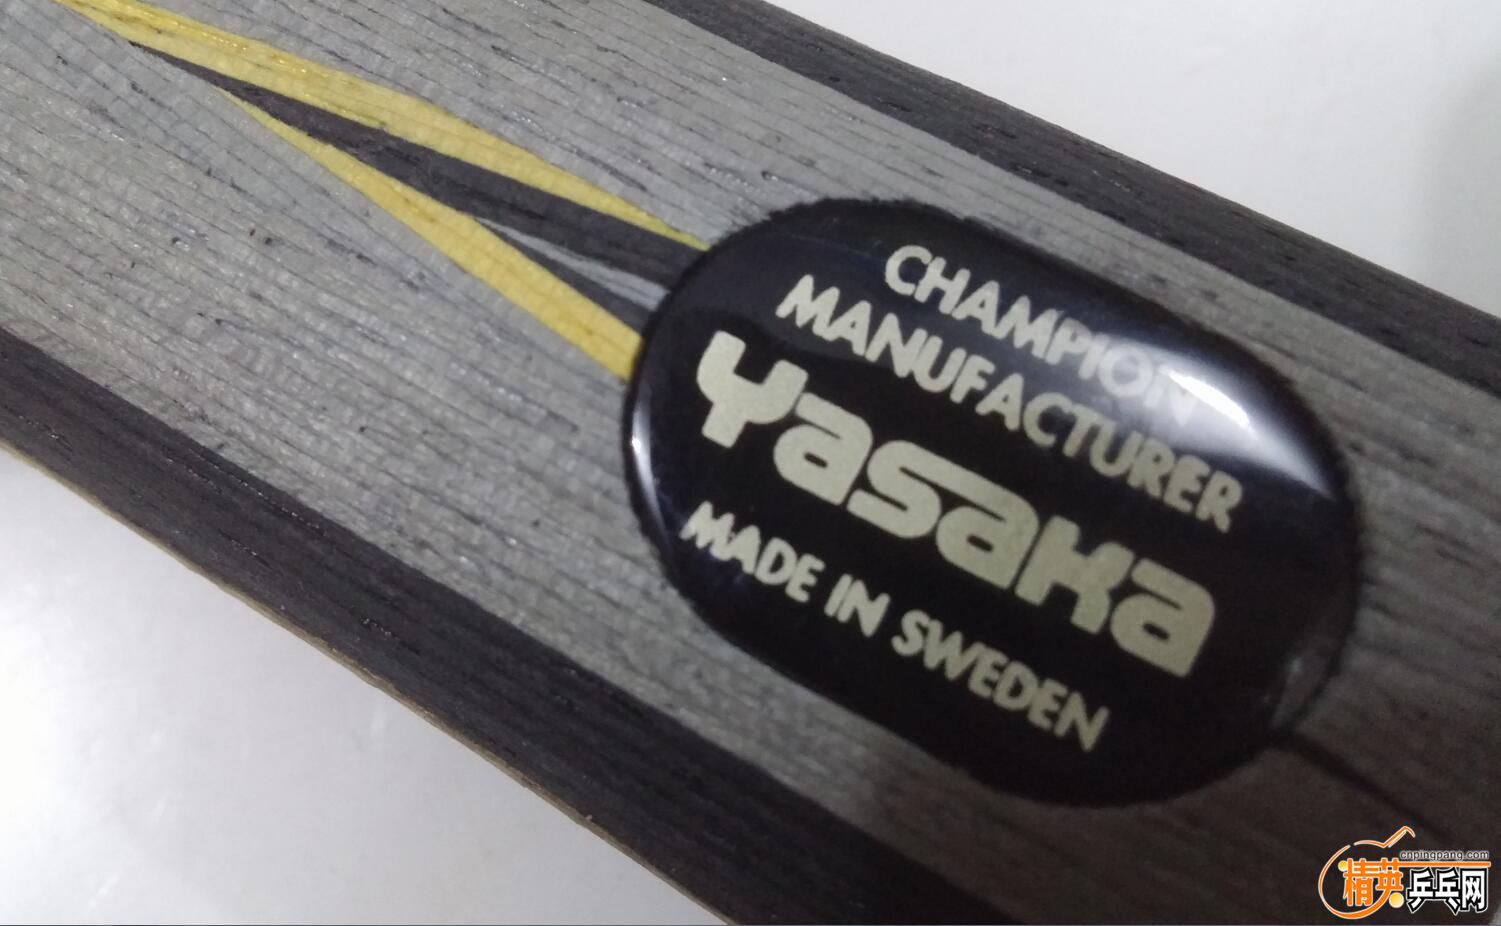 CHAMPION
MANUFACTURER
Yasaka
MADE IN SWEDEN
cnpingpang.com
精英乒乓网